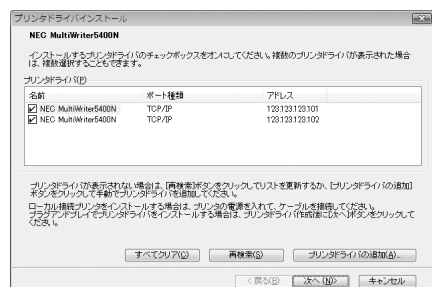 プリンタドライバインストール
NEC MultiWriter5400N
インストールするプリンタドライバのチェックボックスをオンにしてください。複数のプリンタドライバが表示された場合
は、複数選択することもできます。
プリンタドライバ(P)
名前 ポート種類 アドレス
NEC MultiWriter5400N TCP/IP 123.123.123.101
NEC MultiWriter5400N TCP/IP 123.123.123.102
プリンタドライバが表示されない場合は、[再検索]ボタンをクリックしてリストを更新するか、[プリンタドライバの追加]
ボタンをクリックして手動でプリンタドライバを追加してください。
ローカル接続プリンタをインストールする場合は、プリンタの電源を入れて、ケーブルを接続してください。
プラグアンドプレイでプリンタドライバをインストールする場合は、プリンタドライバ作成後に[次へ]ボタンをクリックして
ください。
すべてクリア(C) 再検索(S) プリンタドライバの追加(A)...
< 戻る(B) 次へ(N)> キャンセル